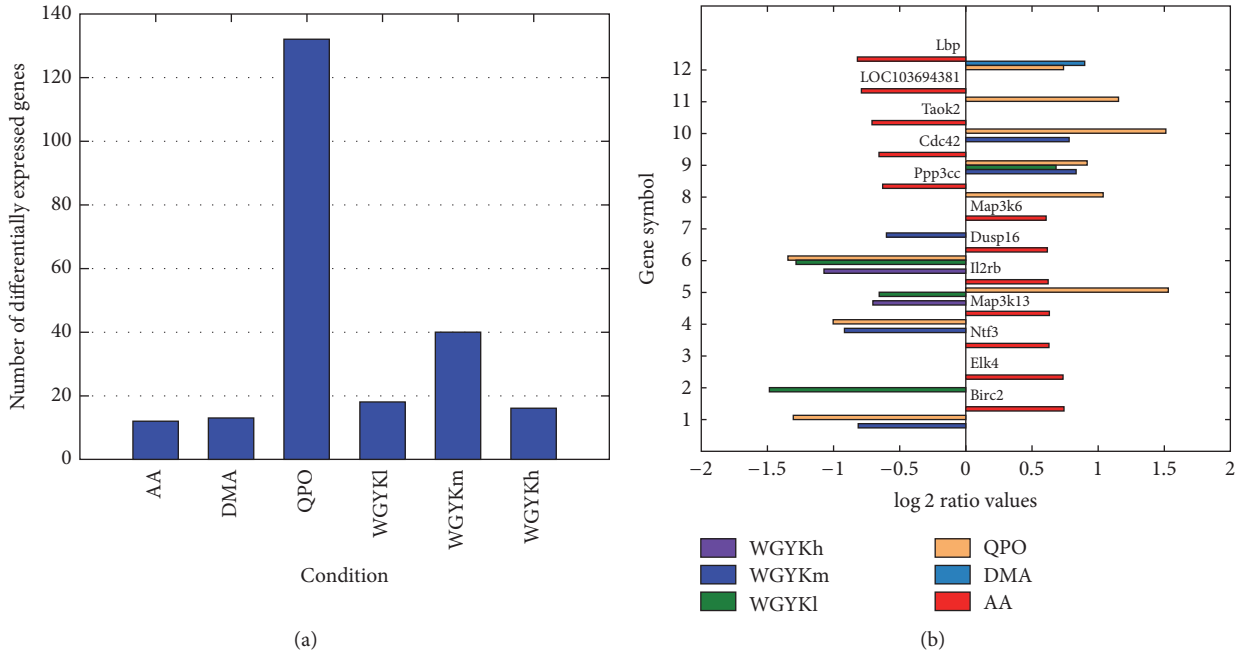 140
120
100
80
60
40
20
0
Number of differentially expressed genes
AA
DMA
QPO
WGYKl
WGYKm
WGYKh
Condition
(a)
Gene symbol
12
11
10
9
8
7
6
5
4
3
2
1
Lbp
LOC103694381
Taok2
Cdc42
Ppp3cc
Map3k6
Dusp16
Il2rb
Map3k13
Ntf3
Elk4
Birc2
−2 −1.5 −1 −0.5 0 0.5 1 1.5 2
log 2 ratio values
WGYKh
WGYKm
WGYKl
QPO
DMA
AA
(b)